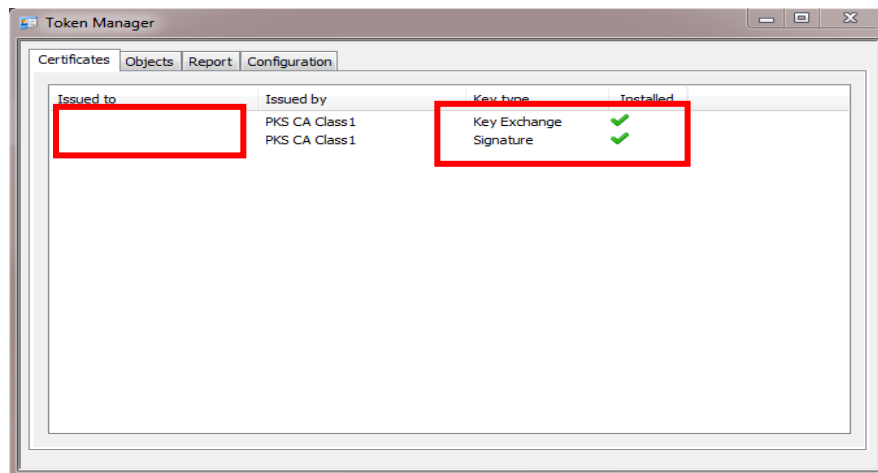 Token Manager
Certificates Objects Report Configuration
Issued to Issued by Key type Installed
PKS CA Class1 Key Exchange
PKS CA Class1 Signature